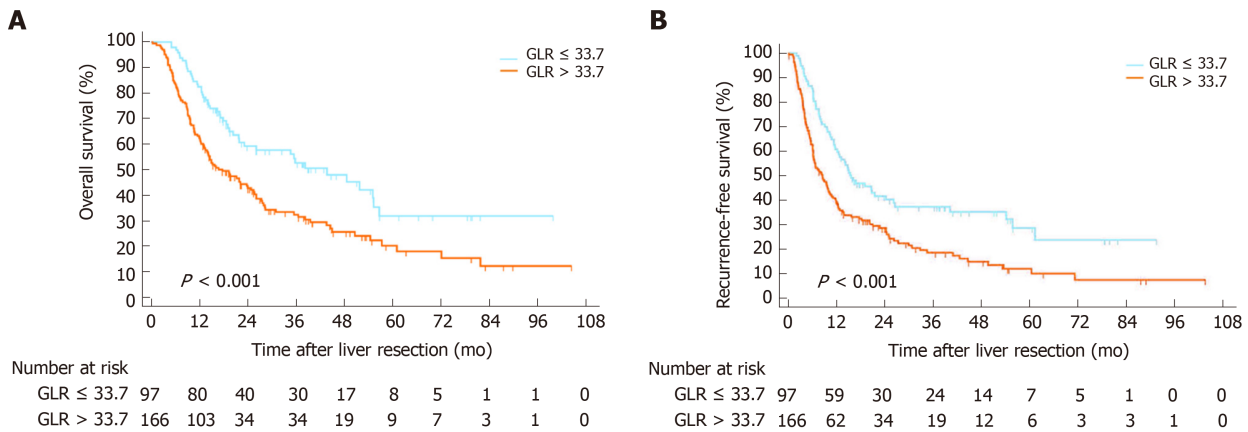 A
100
90
80
70
60
50
40
30
20
10
0
Overall survival (%)
GLR ≤ 33.7
GLR > 33.7
P < 0.001
0 12 24 36 48 60 72 84 96 108
Time after liver resection (mo)
Number at risk
GLR ≤ 33.7 97 80 40 30 17 8 5 1 1 0
GLR > 33.7 166 103 34 34 19 9 7 3 1 0
B
100
90
80
70
60
50
40
30
20
10
0
Recurrence-free survival (%)
GLR ≤ 33.7
GLR > 33.7
P < 0.001
0 12 24 36 48 60 72 84 96 108
Time after liver resection (mo)
Number at risk
GLR ≤ 33.7 97 59 30 24 14 7 5 1 0 0
GLR > 33.7 166 62 34 19 12 6 3 3 1 0